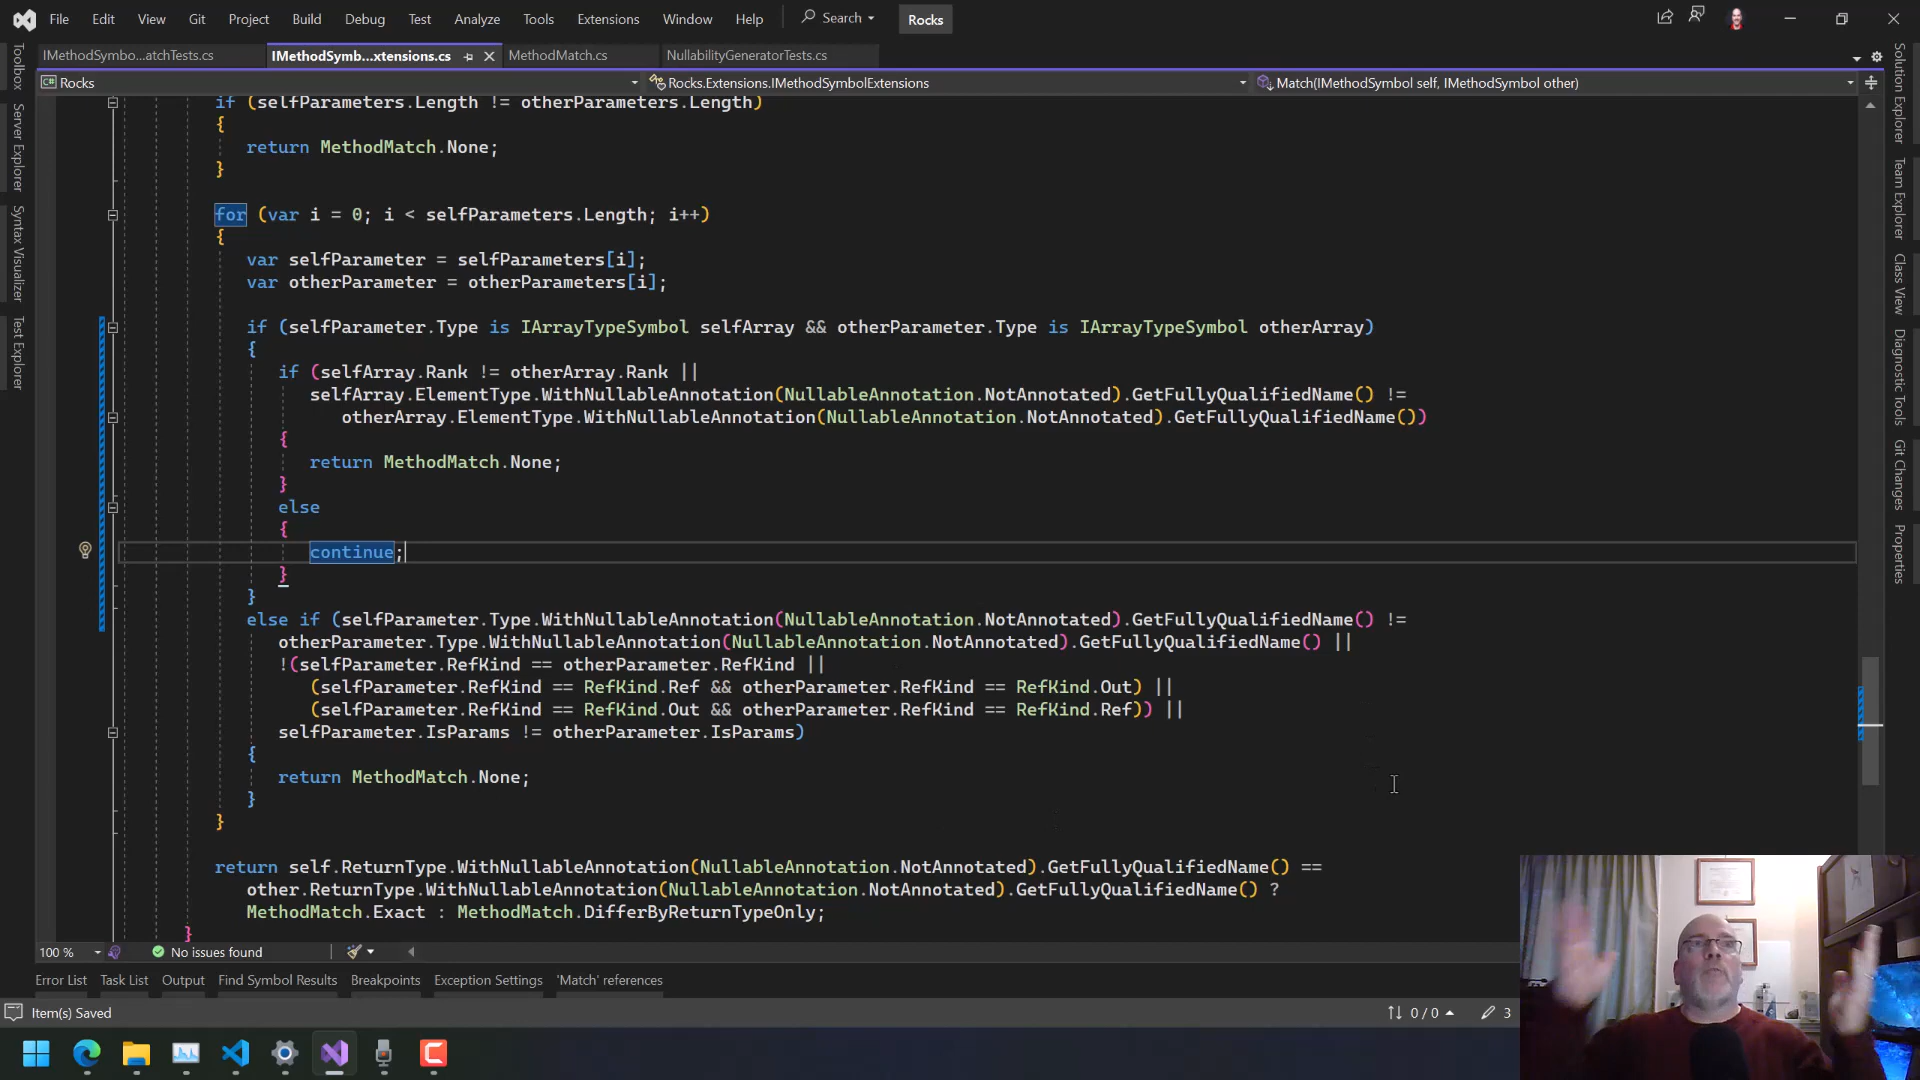 File Edit View Git Project Build Debug Test Analyze Tools Extensions Window Help Search Rocks
IMethodSymbo...atchTests.cs IMethodSymb...xtensions.cs MethodMatch.cs NullabilityGeneratorTests.cs
Rocks Rocks.Extensions.IMethodSymbolExtensions Match(IMethodSymbol self, IMethodSymbol other)
Toolbox
Server Explorer
Syntax Visualizer
Test Explorer
if (selfParameters.Length != otherParameters.Length)
{
return MethodMatch.None;
}
for (var i = 0; i < selfParameters.Length; i++)
{
var selfParameter = selfParameters[i];
var otherParameter = otherParameters[i];
if (selfParameter.Type is IArrayTypeSymbol selfArray && otherParameter.Type is IArrayTypeSymbol otherArray)
{
if (selfArray.Rank != otherArray.Rank ||
selfArray.ElementType.WithNullableAnnotation(NullableAnnotation.NotAnnotated).GetFullyQualifiedName() !=
otherArray.ElementType.WithNullableAnnotation(NullableAnnotation.NotAnnotated).GetFullyQualifiedName())
{
return MethodMatch.None;
}
else
{
continue;
}
}
else if (selfParameter.Type.WithNullableAnnotation(NullableAnnotation.NotAnnotated).GetFullyQualifiedName() !=
otherParameter.Type.WithNullableAnnotation(NullableAnnotation.NotAnnotated).GetFullyQualifiedName() ||
!(selfParameter.RefKind == otherParameter.RefKind ||
(selfParameter.RefKind == RefKind.Ref && otherParameter.RefKind == RefKind.Out) ||
(selfParameter.RefKind == RefKind.Out && otherParameter.RefKind == RefKind.Ref)) ||
selfParameter.IsParams != otherParameter.IsParams)
{
return MethodMatch.None;
}
}
return self.ReturnType.WithNullableAnnotation(NullableAnnotation.NotAnnotated).GetFullyQualifiedName() ==
other.ReturnType.WithNullableAnnotation(NullableAnnotation.NotAnnotated).GetFullyQualifiedName() ?
MethodMatch.Exact : MethodMatch.DifferByReturnTypeOnly;
}
Solution Explorer
Team Explorer
Class View
Diagnostic Tools
Git Changes
Properties
100 % No issues found
Error List Task List Output Find Symbol Results Breakpoints Exception Settings 'Match' references
Item(s) Saved 0 / 0 3